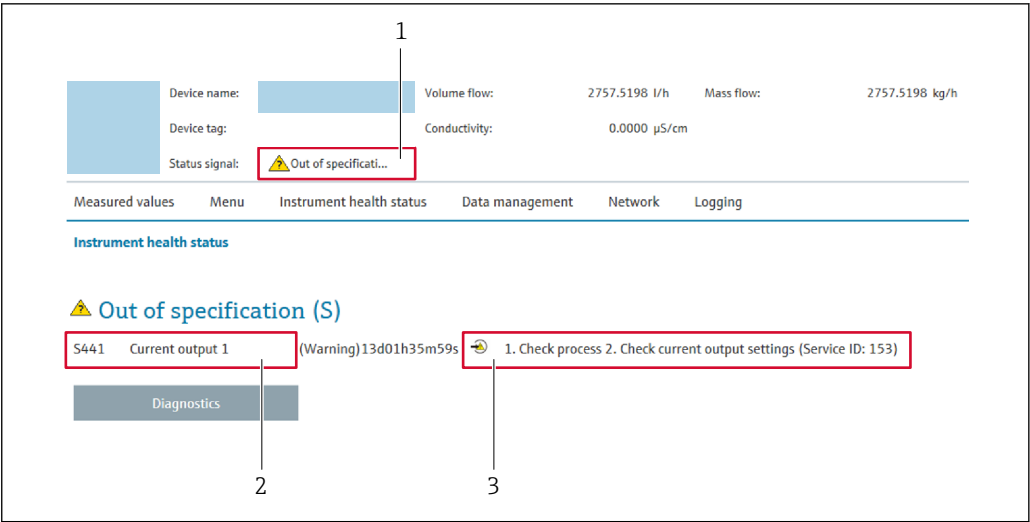 1
Device name: Volume flow: 2757.5198 l/h Mass flow: 2757.5198 kg/h
Device tag: Conductivity: 0.0000 µS/cm
Status signal: Out of specificati...
Measured values Menu Instrument health status Data management Network Logging
Instrument health status
Out of specification (S)
S441 Current output 1 (Warning)13d01h35m59s 1. Check process 2. Check current output settings (Service ID: 153)
Diagnostics
2 3